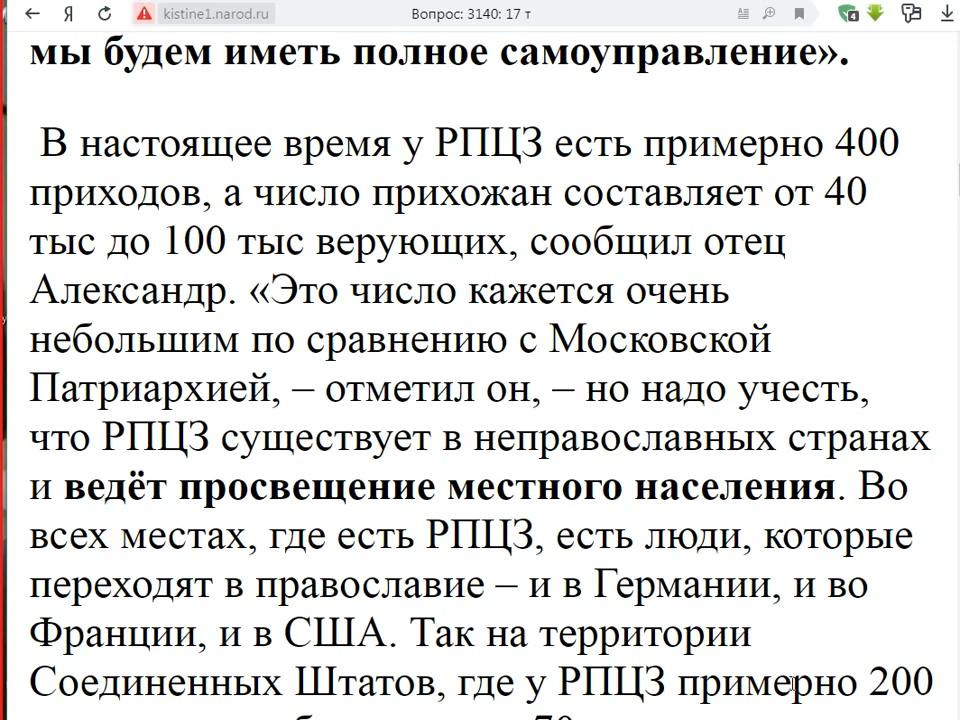 kistine1.narod.ru
Вопрос: 3140: 17 т
4
мы будем иметь полное самоуправление».
В настоящее время у РПЦЗ есть примерно 400
приходов, а число прихожан составляет от 40
тыс до 100 тыс верующих, сообщил отец
Александр. «Это число кажется очень
небольшим по сравнению с Московской
Патриархией, – отметил он, – но надо учесть,
что РПЦЗ существует в неправославных странах
и ведёт просвещение местного населения. Во
всех местах, где есть РПЦЗ, есть люди, которые
переходят в православие – и в Германии, и во
Франции, и в США. Так на территории
Соединенных Штатов, где у РПЦЗ примерно 200